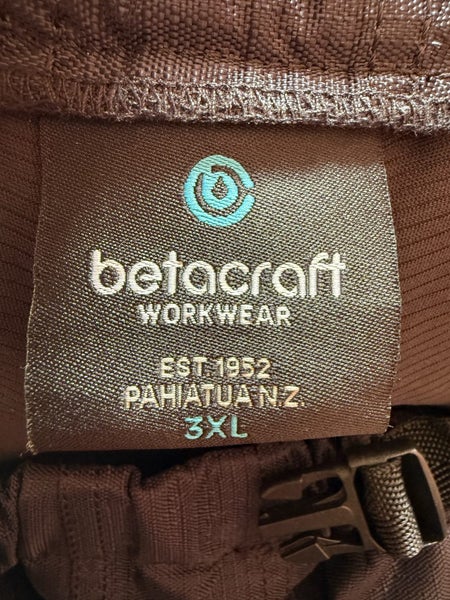 betacraft
WORKWEAR
EST 1952
PAHIATUA N.Z.
3XL